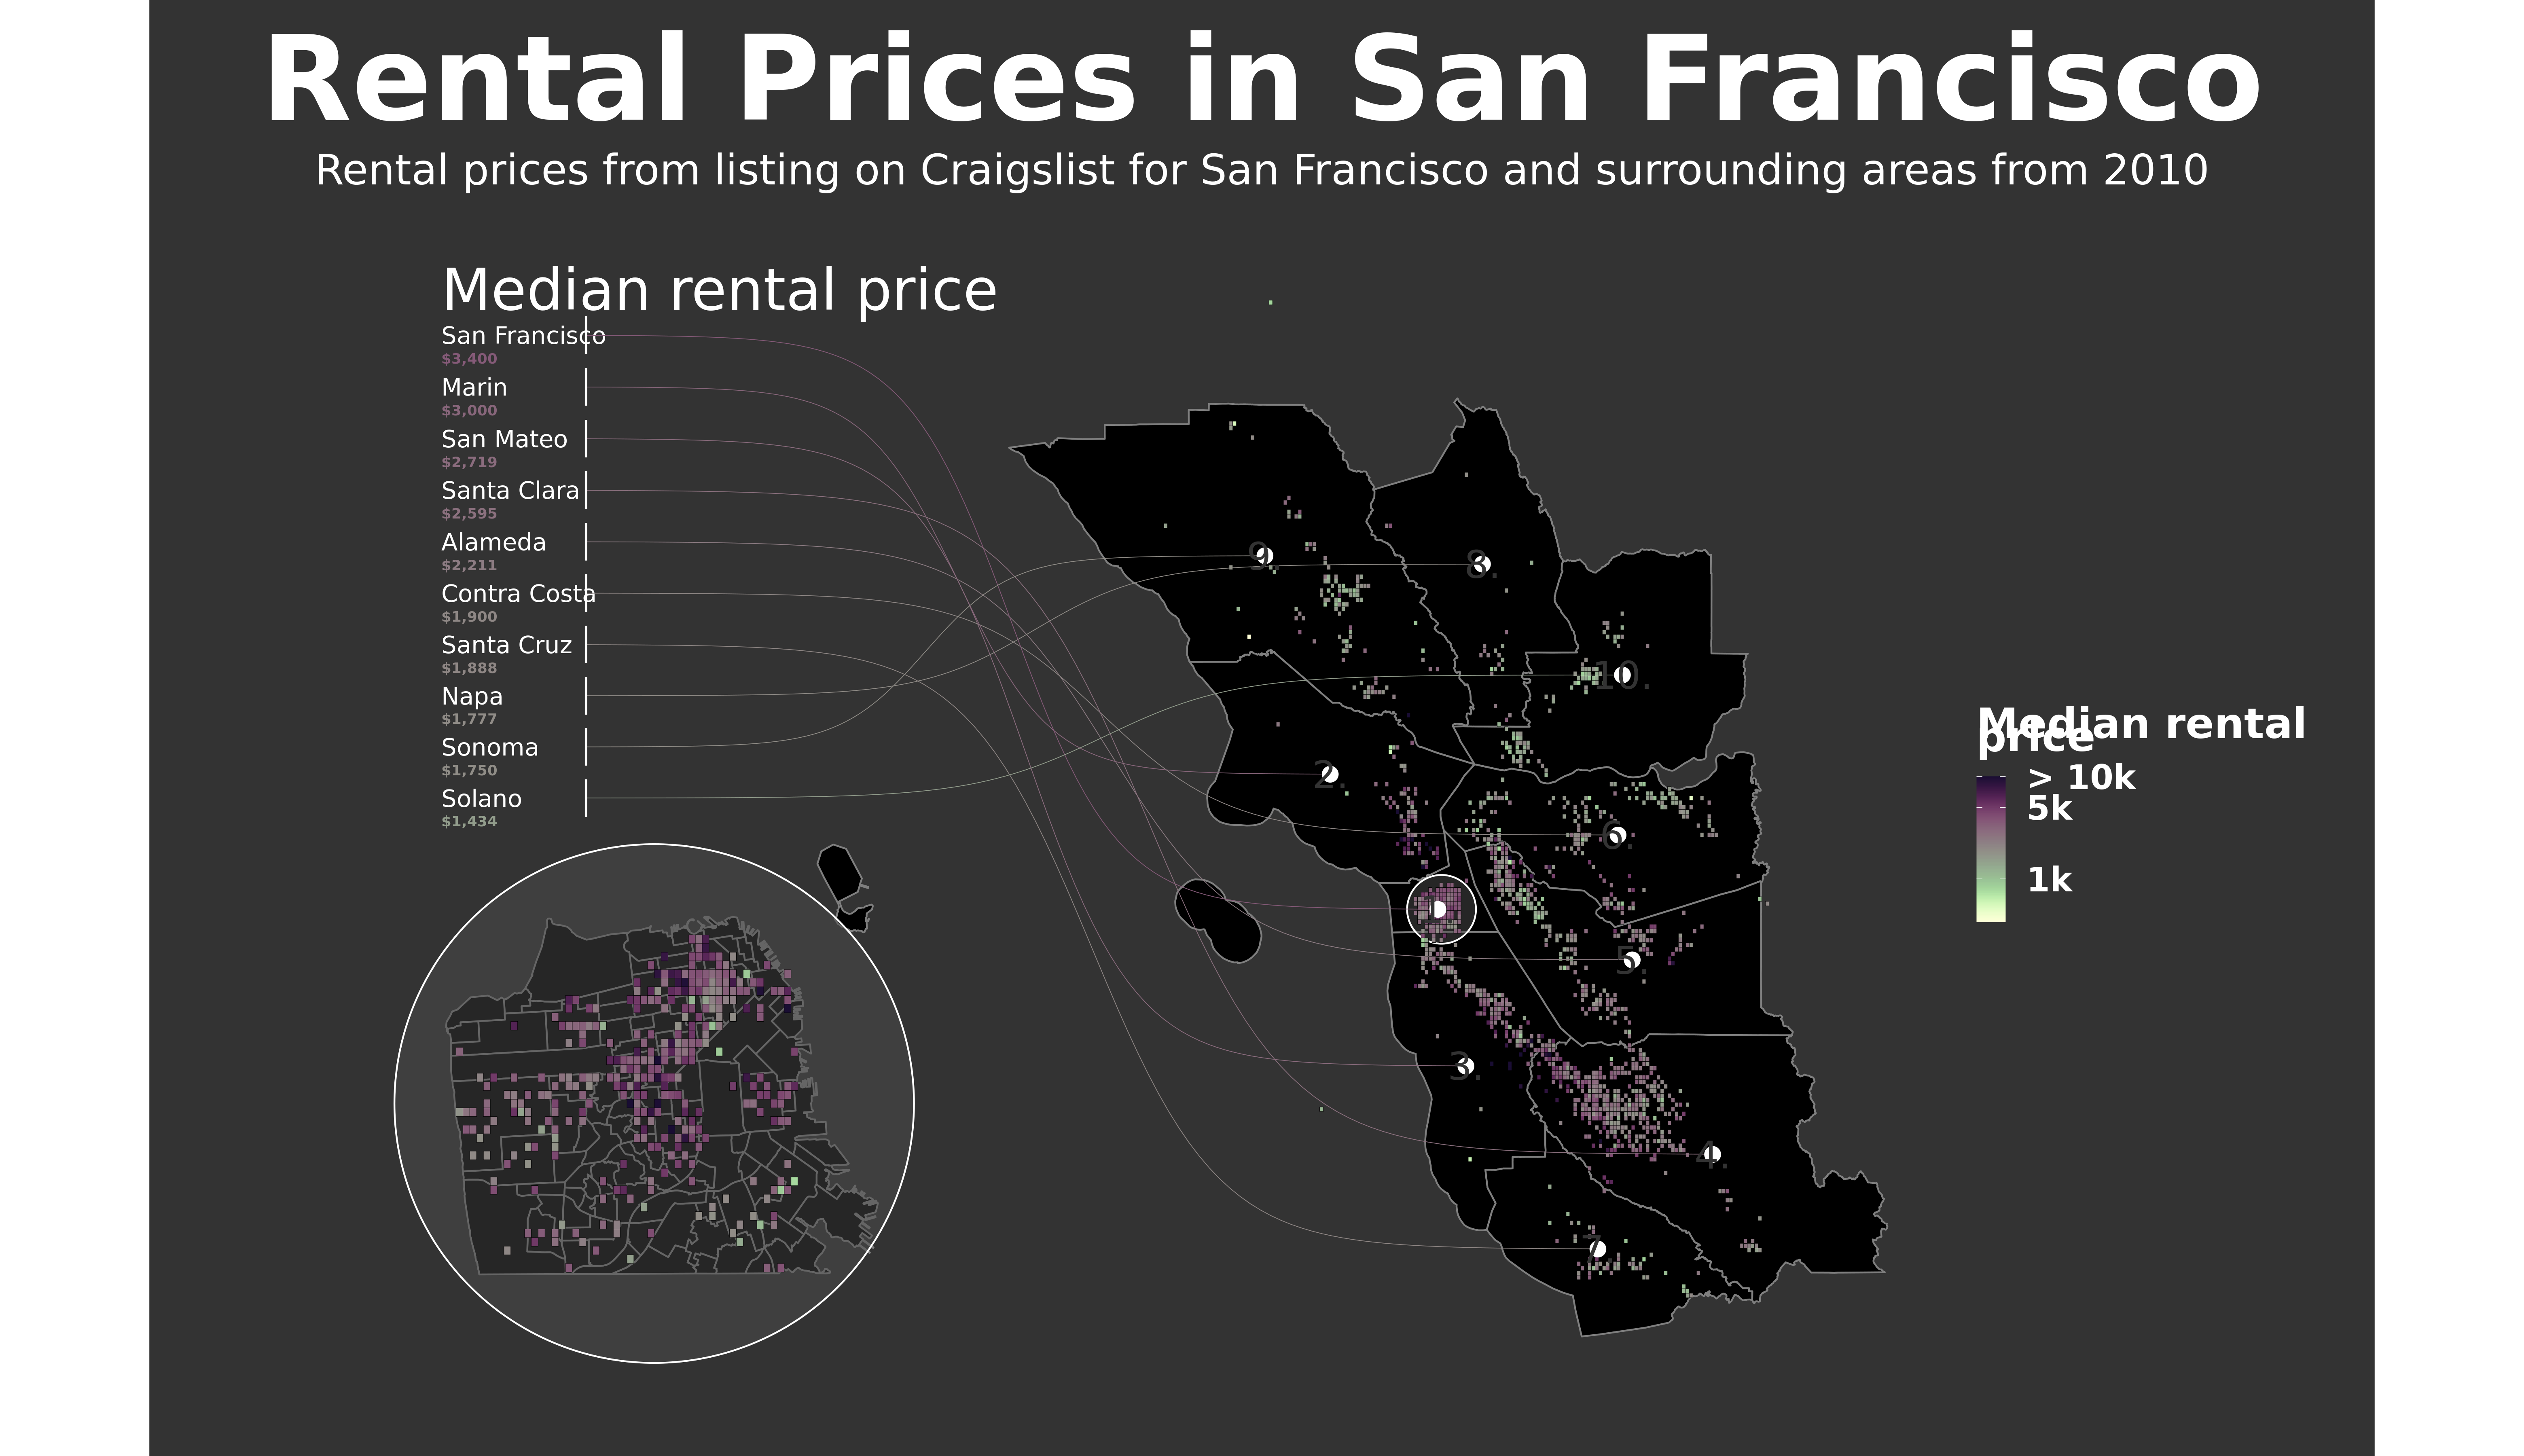 Rental Prices in San Francisco
Rental prices from listing on Craigslist for San Francisco and surrounding areas from 2010
Median rental price
San Francisco
$3,400
Marin
$3,000
San Mateo
$2,719
Santa Clara
$2,595
Alameda
$2,211
Contra Costa
$1,900
Santa Cruz
$1,888
Napa
$1,777
Sonoma
$1,750
Solano
$1,434
9.
8.
10.
2.
6.
5.
3.
4.
7.
Median rental
price
> 10k
5k
1k